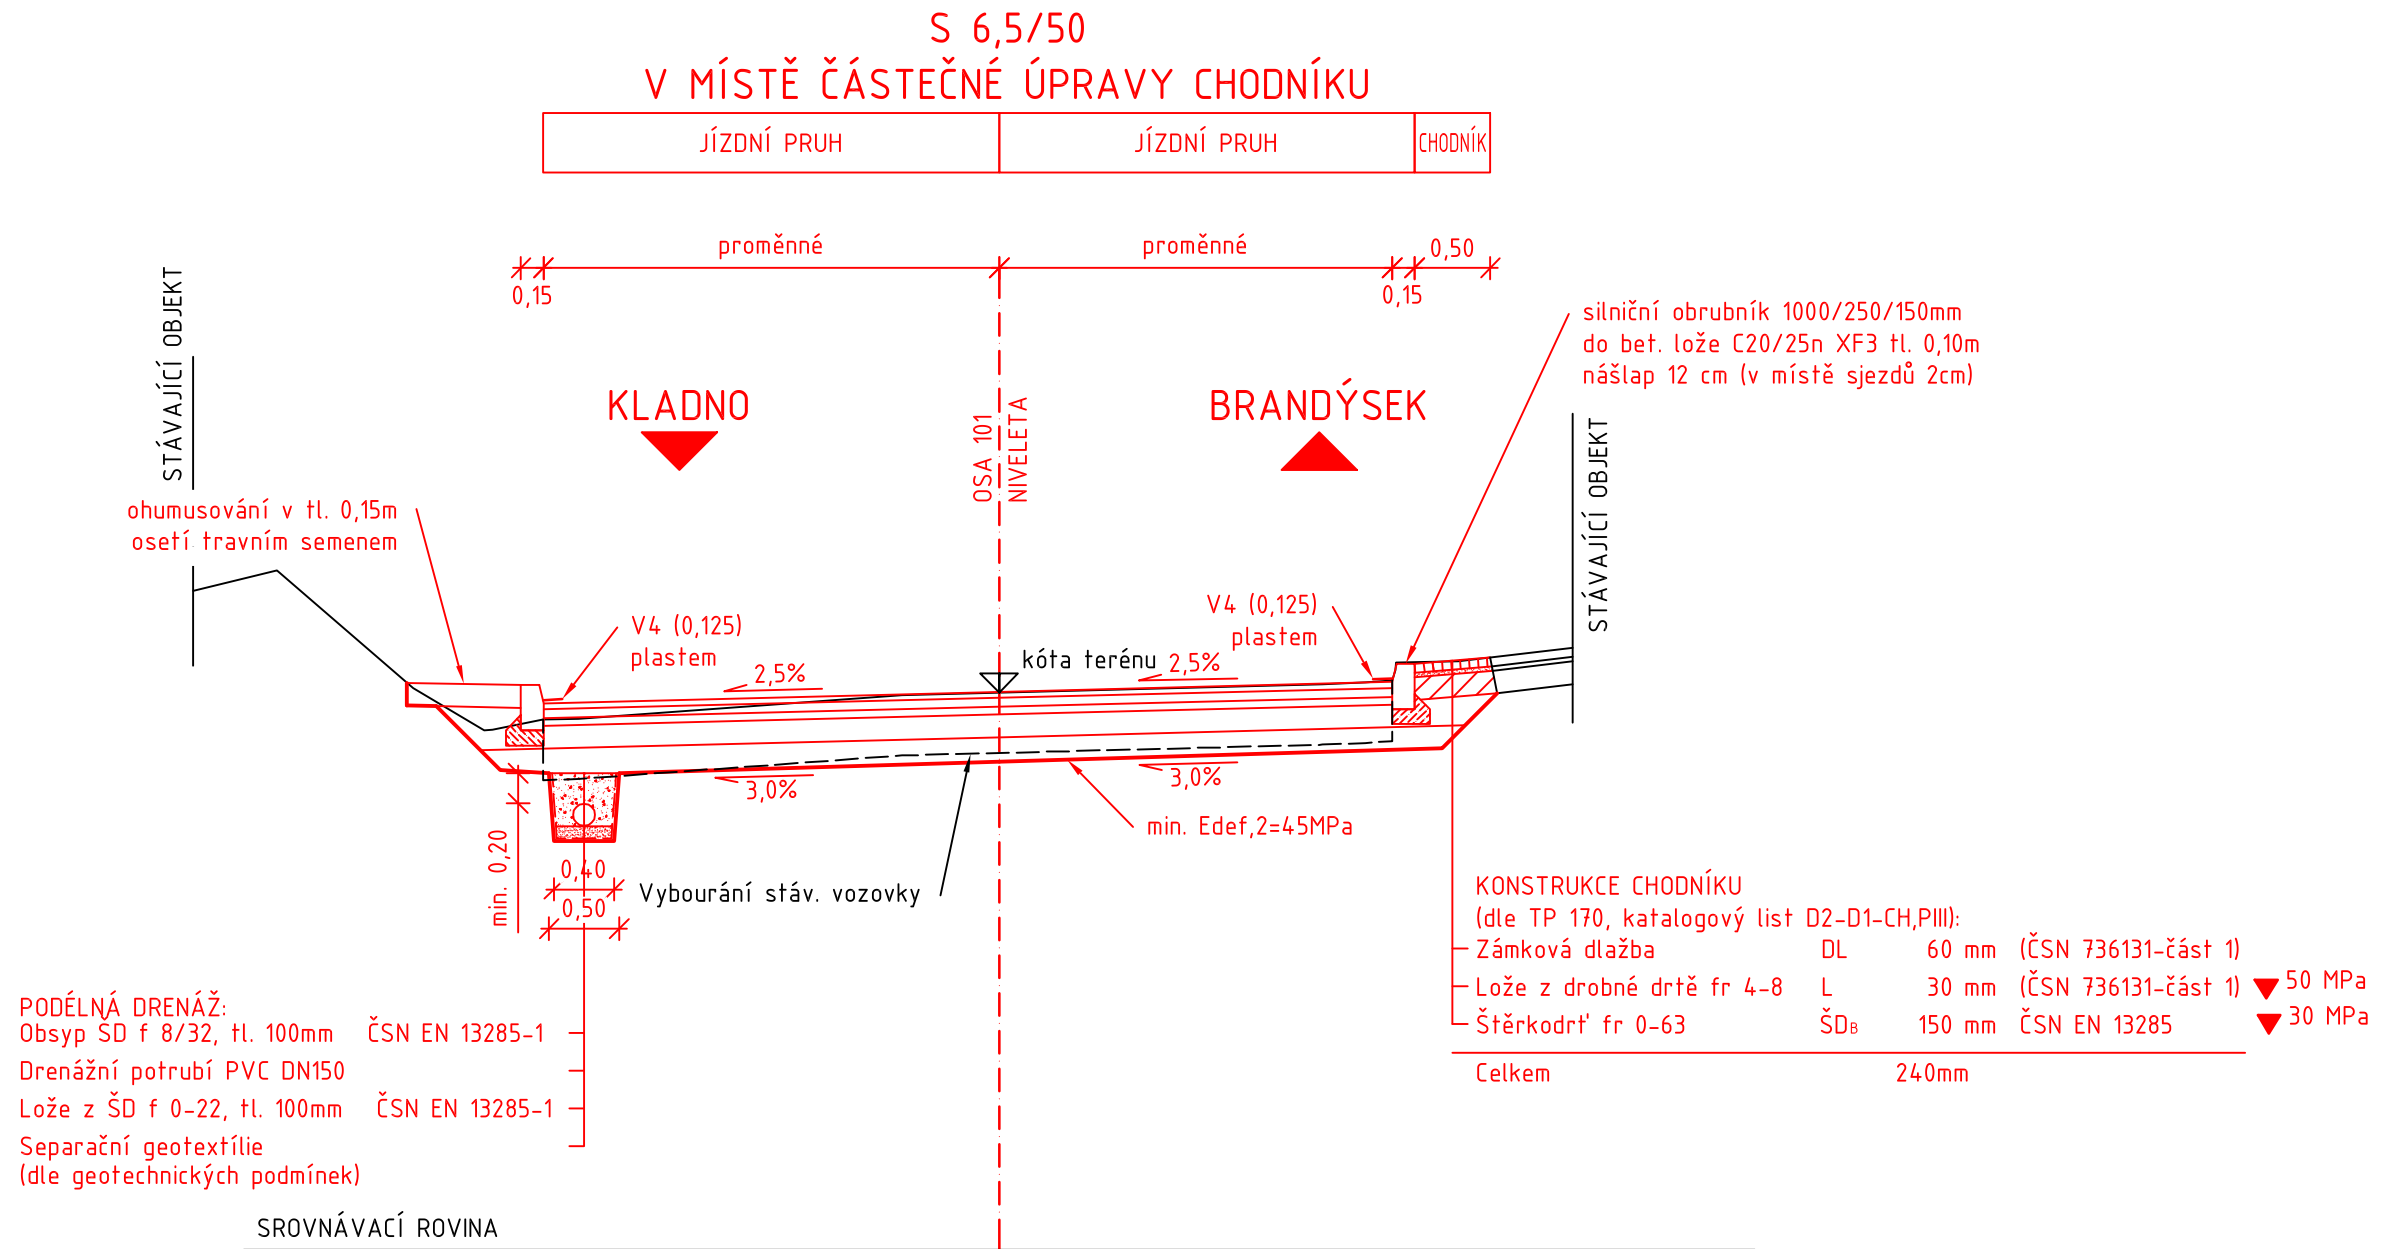 S 6,5/50
V MÍSTĚ ČÁSTEČNÉ ÚPRAVY CHODNÍKU
JÍZDNÍ PRUH
JÍZDNÍ PRUH
CHODNÍK
proměnné
proměnné
0,50
0,15
0,15
STÁVAJÍCÍ OBJEKT
silniční obrubník 1000/250/150mm
do bet. lože C20/25n XF3 tl. 0,10m
nášlap 12 cm (v místě sjezdů 2cm)
KLADNO
BRANDÝSEK
OSA 101
NIVELETA
STÁVAJÍCÍ OBJEKT
ohumusování v tl. 0,15m
osetí travním semenem
V4 (0,125)
plastem
V4 (0,125)
plastem
2,5%
kóta terénu
2,5%
3,0%
3,0%
min. Edef,2=45MPa
min. 0,20
0,40
0,50
Vybourání stáv. vozovky
KONSTRUKCE CHODNÍKU
(dle TP 170, katalogový list D2-D1-CH,PIII):
Zámková dlažba DL 60 mm (ČSN 736131-část 1)
Lože z drobné drtě fr 4-8 L 30 mm (ČSN 736131-část 1) 50 MPa
Štěrkodrť fr 0-63 ŠDB 150 mm ČSN EN 13285 30 MPa
Celkem 240mm
PODÉLNÁ DRENÁŽ:
Obsyp ŠD f 8/32, tl. 100mm ČSN EN 13285-1
Drenážní potrubí PVC DN150
Lože z ŠD f 0-22, tl. 100mm ČSN EN 13285-1
Separační geotextílie
(dle geotechnických podmínek)
SROVNÁVACÍ ROVINA